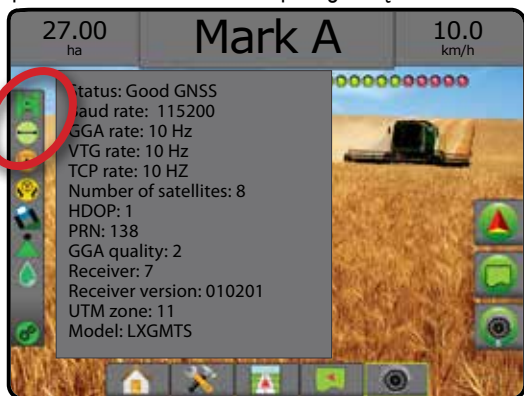 27.00
ha
Mark A
10.0
km/h
Status: Good GNSS
Baud rate: 115200
GGA rate: 10 Hz
VTG rate: 10 Hz
TCP rate: 10 HZ
Number of satellites: 8
HDOP: 1
PRN: 138
GGA quality: 2
Receiver: 7
Receiver version: 010201
UTM zone: 11
Model: LXGMTS